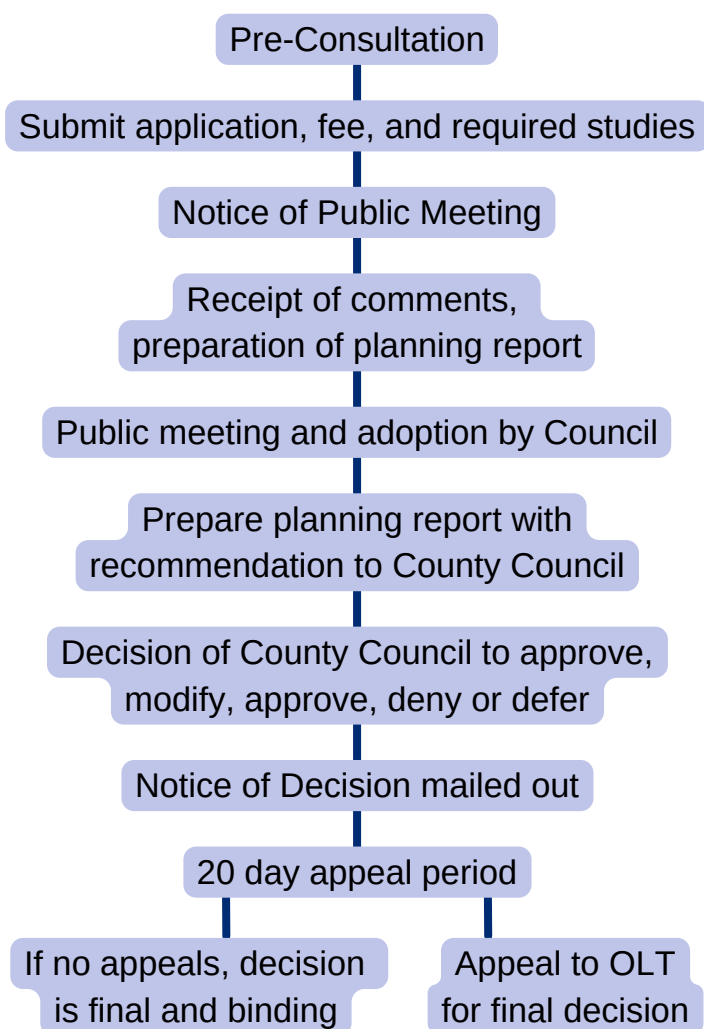 Pre-Consultation
Submit application, fee, and required studies
Notice of Public Meeting
Receipt of comments,
preparation of planning report
Public meeting and adoption by Council
Prepare planning report with
recommendation to County Council
Decision of County Council to approve,
modify, approve, deny or defer
Notice of Decision mailed out
20 day appeal period
If no appeals, decision
is final and binding
Appeal to OLT
for final decision